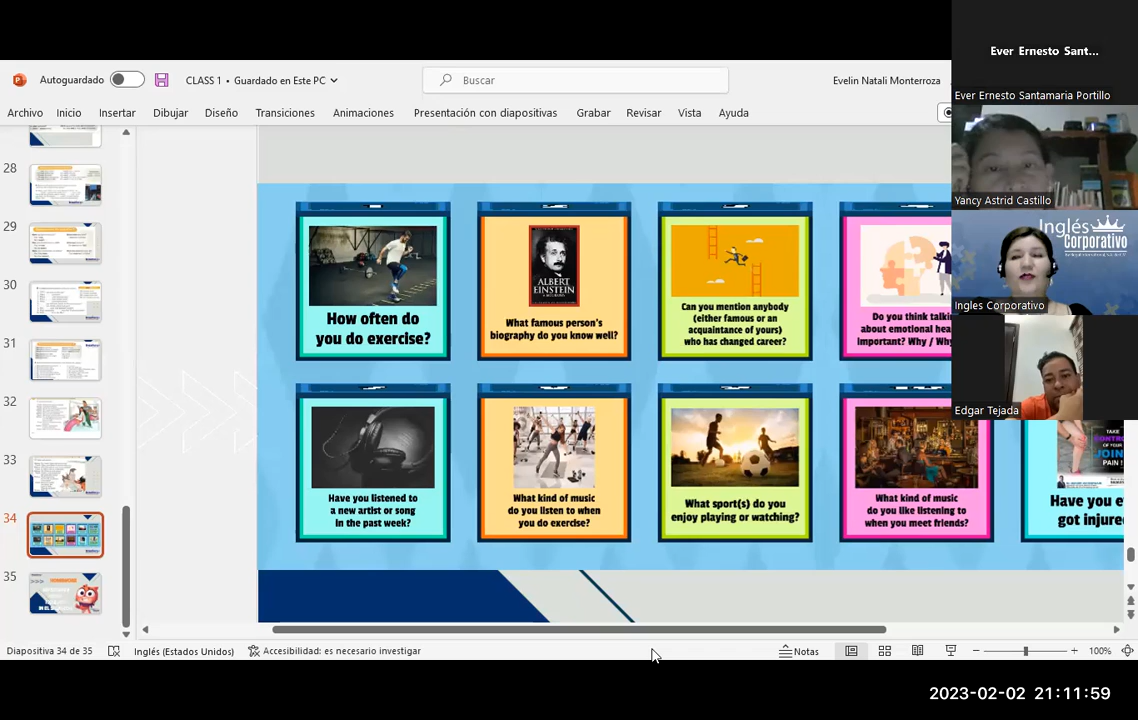 Ever Ernesto Sant...
Autoguardado
CLASS 1 • Guardado en Este PC
Buscar
Evelin Natali Monterroza
Ever Ernesto Santamaria Portillo
Archivo Inicio Insertar Dibujar Diseño Transiciones Animaciones Presentación con diapositivas Grabar Revisar Vista Ayuda
Yancy Astrid Castillo
Inglés
Corporativo
Ingles Corporativo
Edgar Tejada
28
29
30
31
32
33
34
35
How often do
you do exercise?
ALBERT
EINSTEIN
What famous person's
biography do you know well?
Can you mention anybody
(either famous or an
acquaintance of yours)
who has changed career?
Do you think talki
about emotional hea
important? Why / Why
Have you listened to
a new artist or song
in the past week?
What kind of music
do you listen to when
you do exercise?
What sport(s) do you
enjoy playing or watching?
What kind of music
do you like listening to
when you meet friends?
TAKE
CONTRO
OF YOUR
JOIN
PAIN !
Have you e
got injure
Diapositiva 34 de 35
Inglés (Estados Unidos)
Accesibilidad: es necesario investigar
Notas
100%
2023-02-02 21:11:59